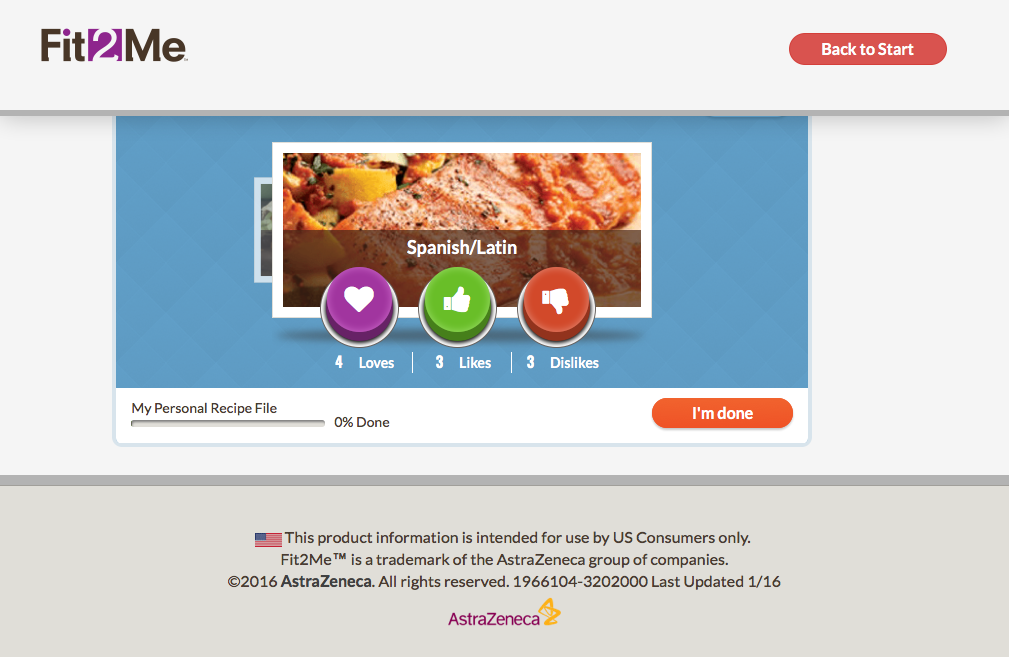 Fit2Me™
Back to Start
Spanish/Latin
4 Loves
3 Likes
3 Dislikes
My Personal Recipe File
0% Done
I'm done
This product information is intended for use by US Consumers only.
Fit2Me™ is a trademark of the AstraZeneca group of companies.
©2016 AstraZeneca. All rights reserved. 1966104-3202000 Last Updated 1/16
AstraZeneca